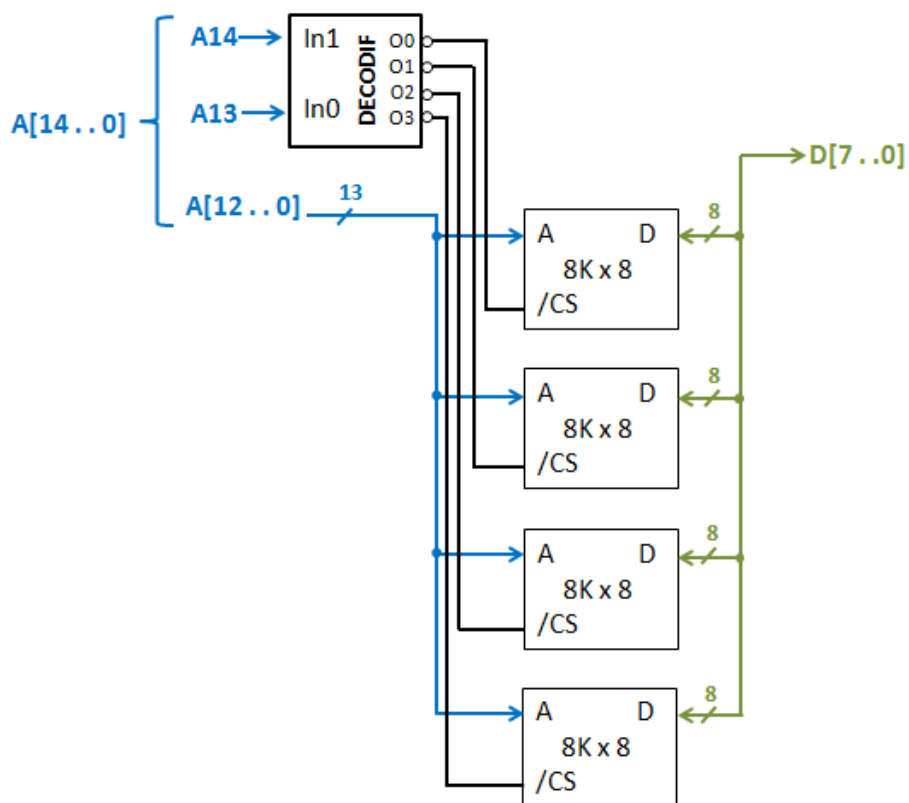 A[14 . . 0]
A14
A13
In1
In0
DECODIF
O0
O1
O2
O3
A[12 . . 0]
13
D[7 . .0]
A D
8
8K x 8
/CS
A D
8
8K x 8
/CS
A D
8
8K x 8
/CS
A D
8
8K x 8
/CS